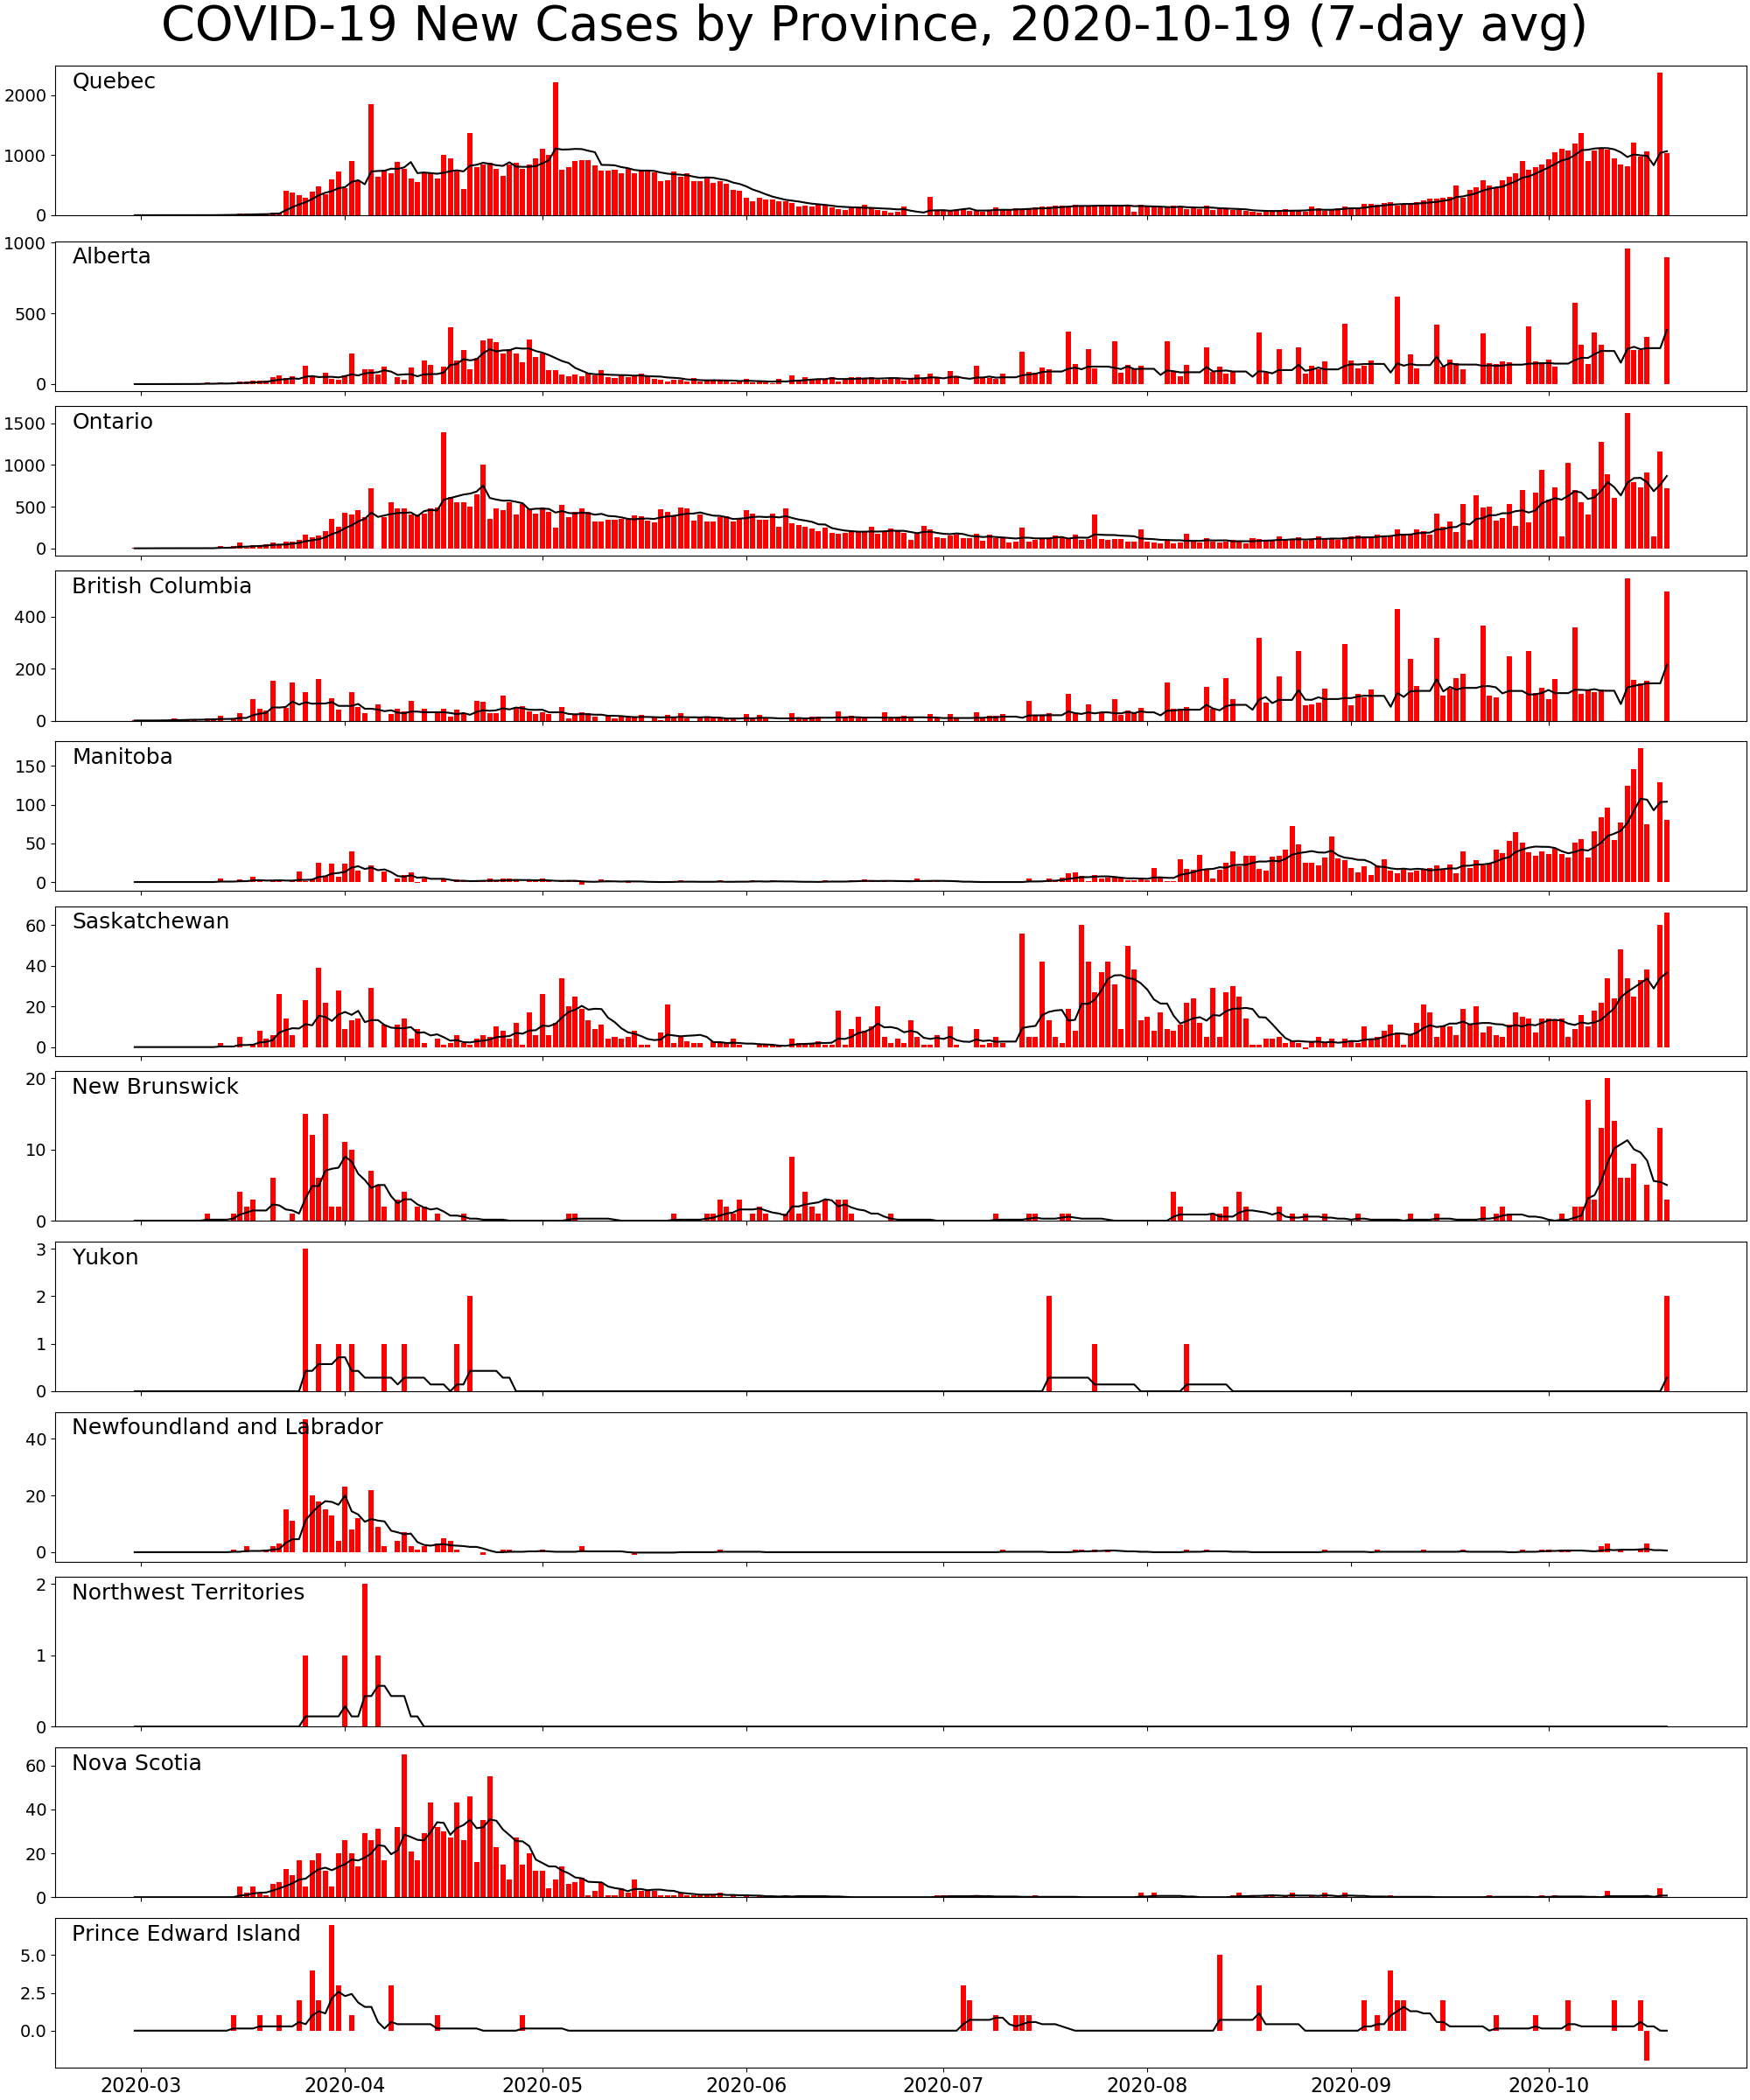 COVID-19 New Cases by Province, 2020-10-19 (7-day avg)
Quebec
2000
1000
0
Alberta
1000
500
0
Ontario
1500
1000
500
0
British Columbia
400
200
0
Manitoba
150
100
50
0
Saskatchewan
60
40
20
0
New Brunswick
20
10
0
Yukon
3
2
1
0
Newfoundland and Labrador
40
20
0
Northwest Territories
2
1
0
Nova Scotia
60
40
20
0
Prince Edward Island
5.0
2.5
0.0
2020-03 2020-04 2020-05 2020-06 2020-07 2020-08 2020-09 2020-10